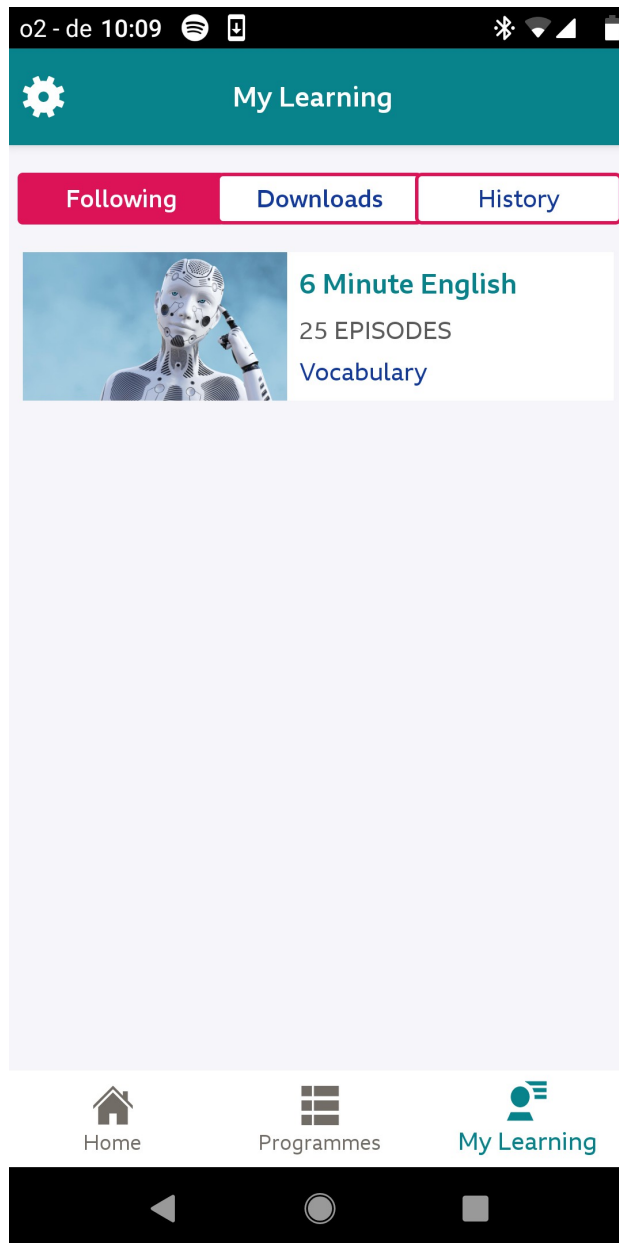 o2 - de 10:09
My Learning
Following Downloads History
6 Minute English
25 EPISODES
Vocabulary
Home Programmes My Learning